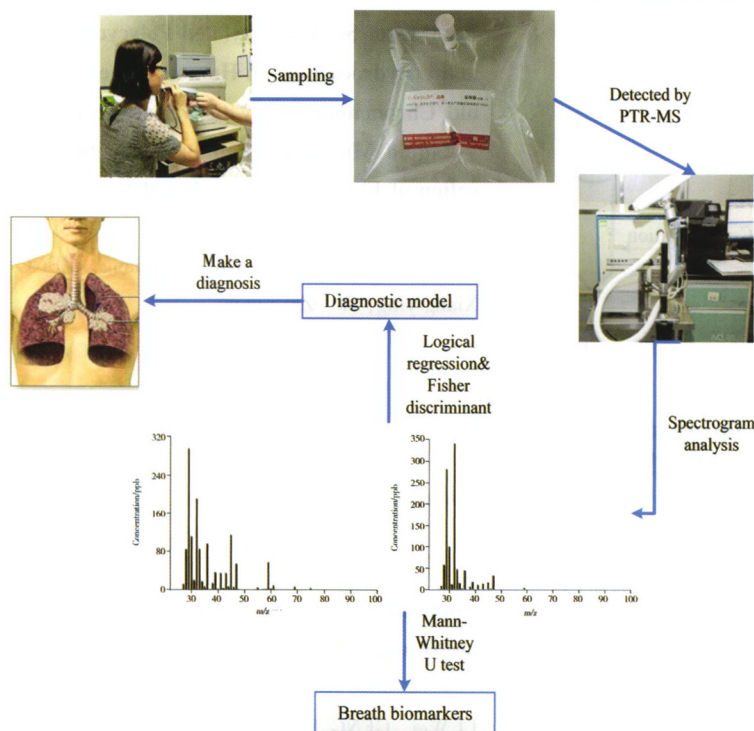 Sampling
Detected by
PTR-MS
Make a
diagnosis
Diagnostic model
Logical
regression&
Fisher
discriminant
Spectrogram
analysis
320
240
160
80
0
Concentration/ppb
30
40
50
60
70
80
90
100
m/z
350
300
250
200
150
100
50
0
Concentration/ppb
30
40
50
60
70
80
90
100
m/z
Mann-
Whitney
U test
Breath biomarkers